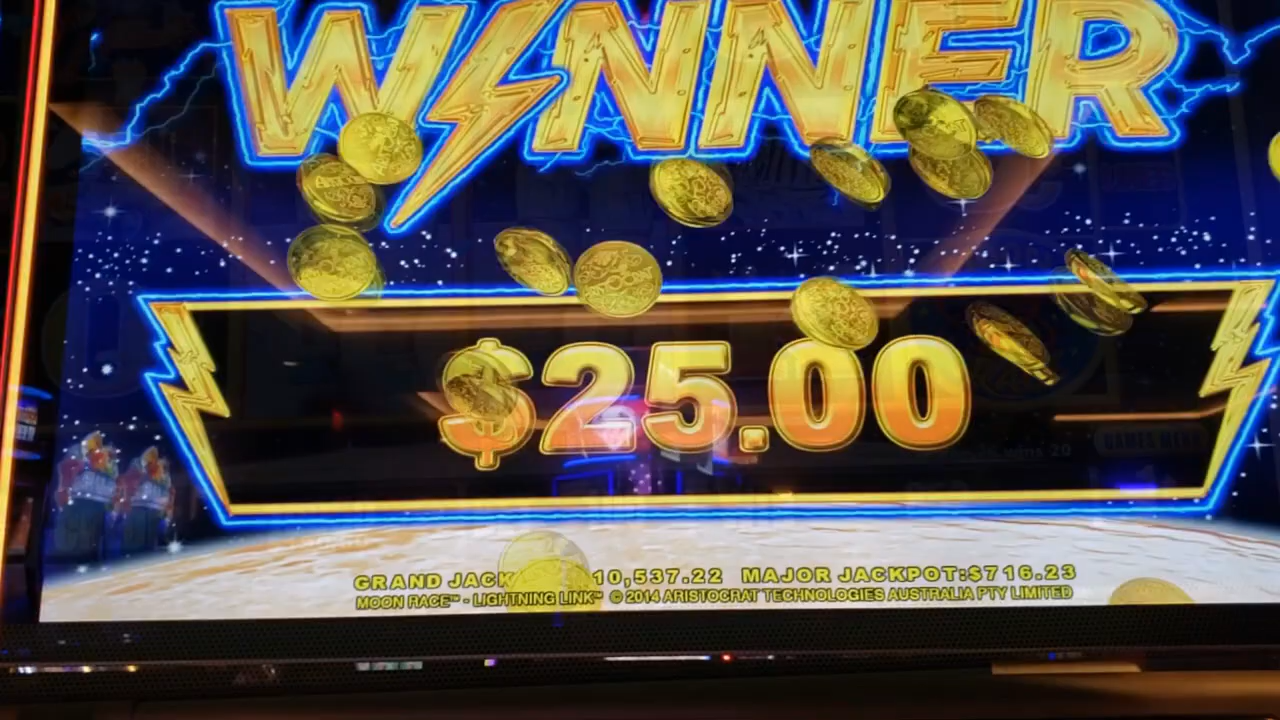 WINNER
$25.00
GRAND JACK 10,537.22 MAJOR JACKPOT:$716.23
MOON RACE™ - LIGHTNING LINK™ © 2014 ARISTOCRAT TECHNOLOGIES AUSTRALIA PTY LIMITED